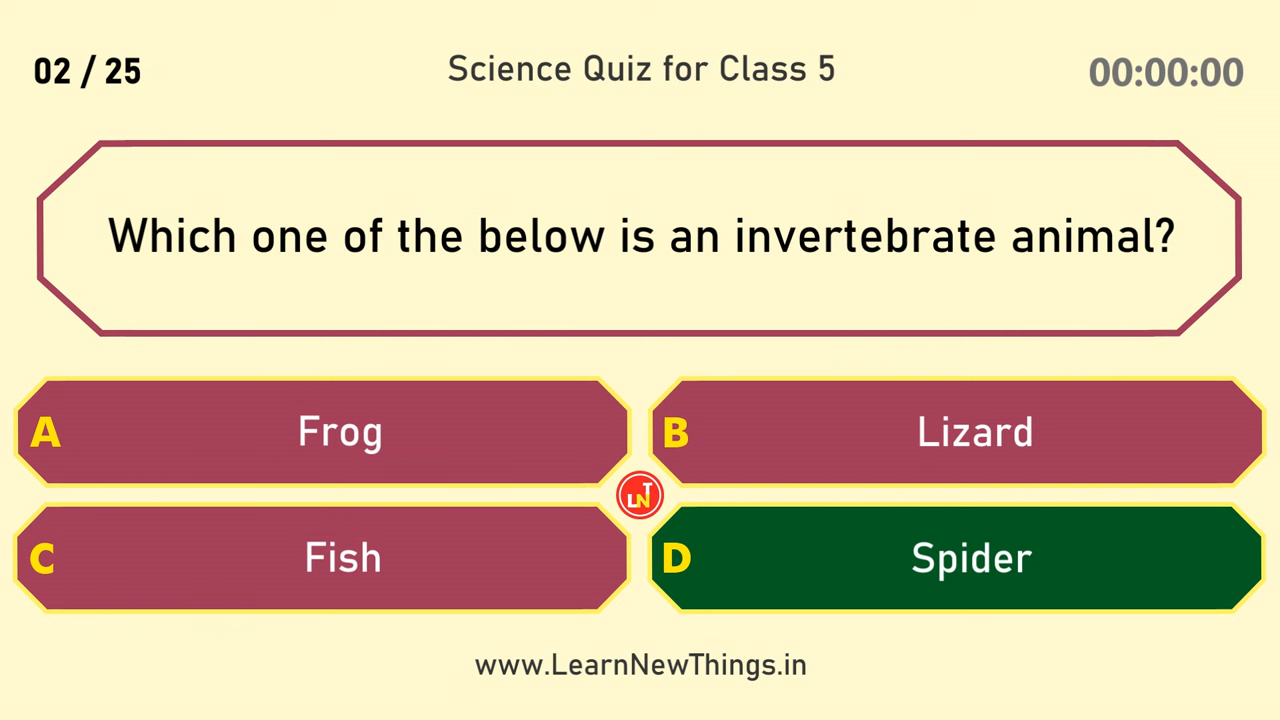 02 / 25
Science Quiz for Class 5
00:00:00
Which one of the below is an invertebrate animal?
A Frog
B Lizard
LNT
C Fish
D Spider
www.LearnNewThings.in